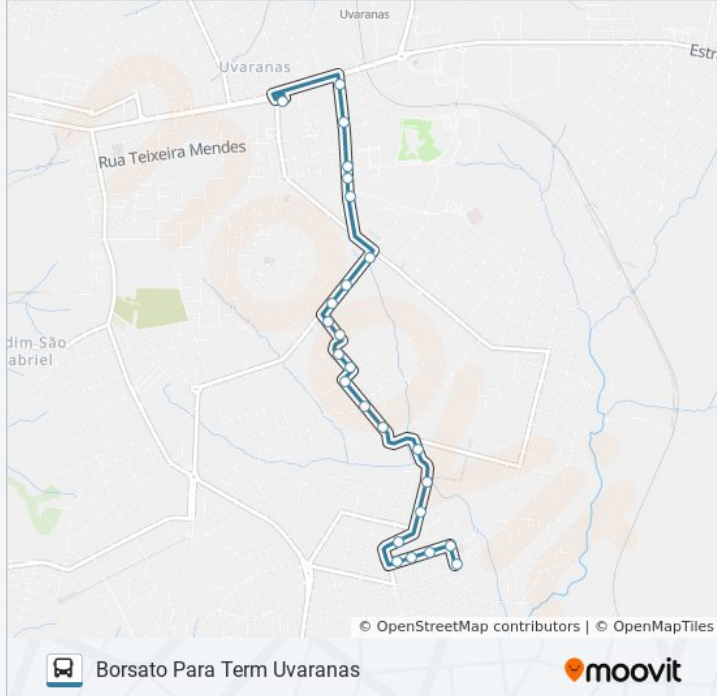 Uvaranas
Estr
Uvaranas
Rua Teixeira Mendes
dim São
abriel
© OpenStreetMap contributors | © OpenMapTiles
Borsato Para Term Uvaranas
moovit